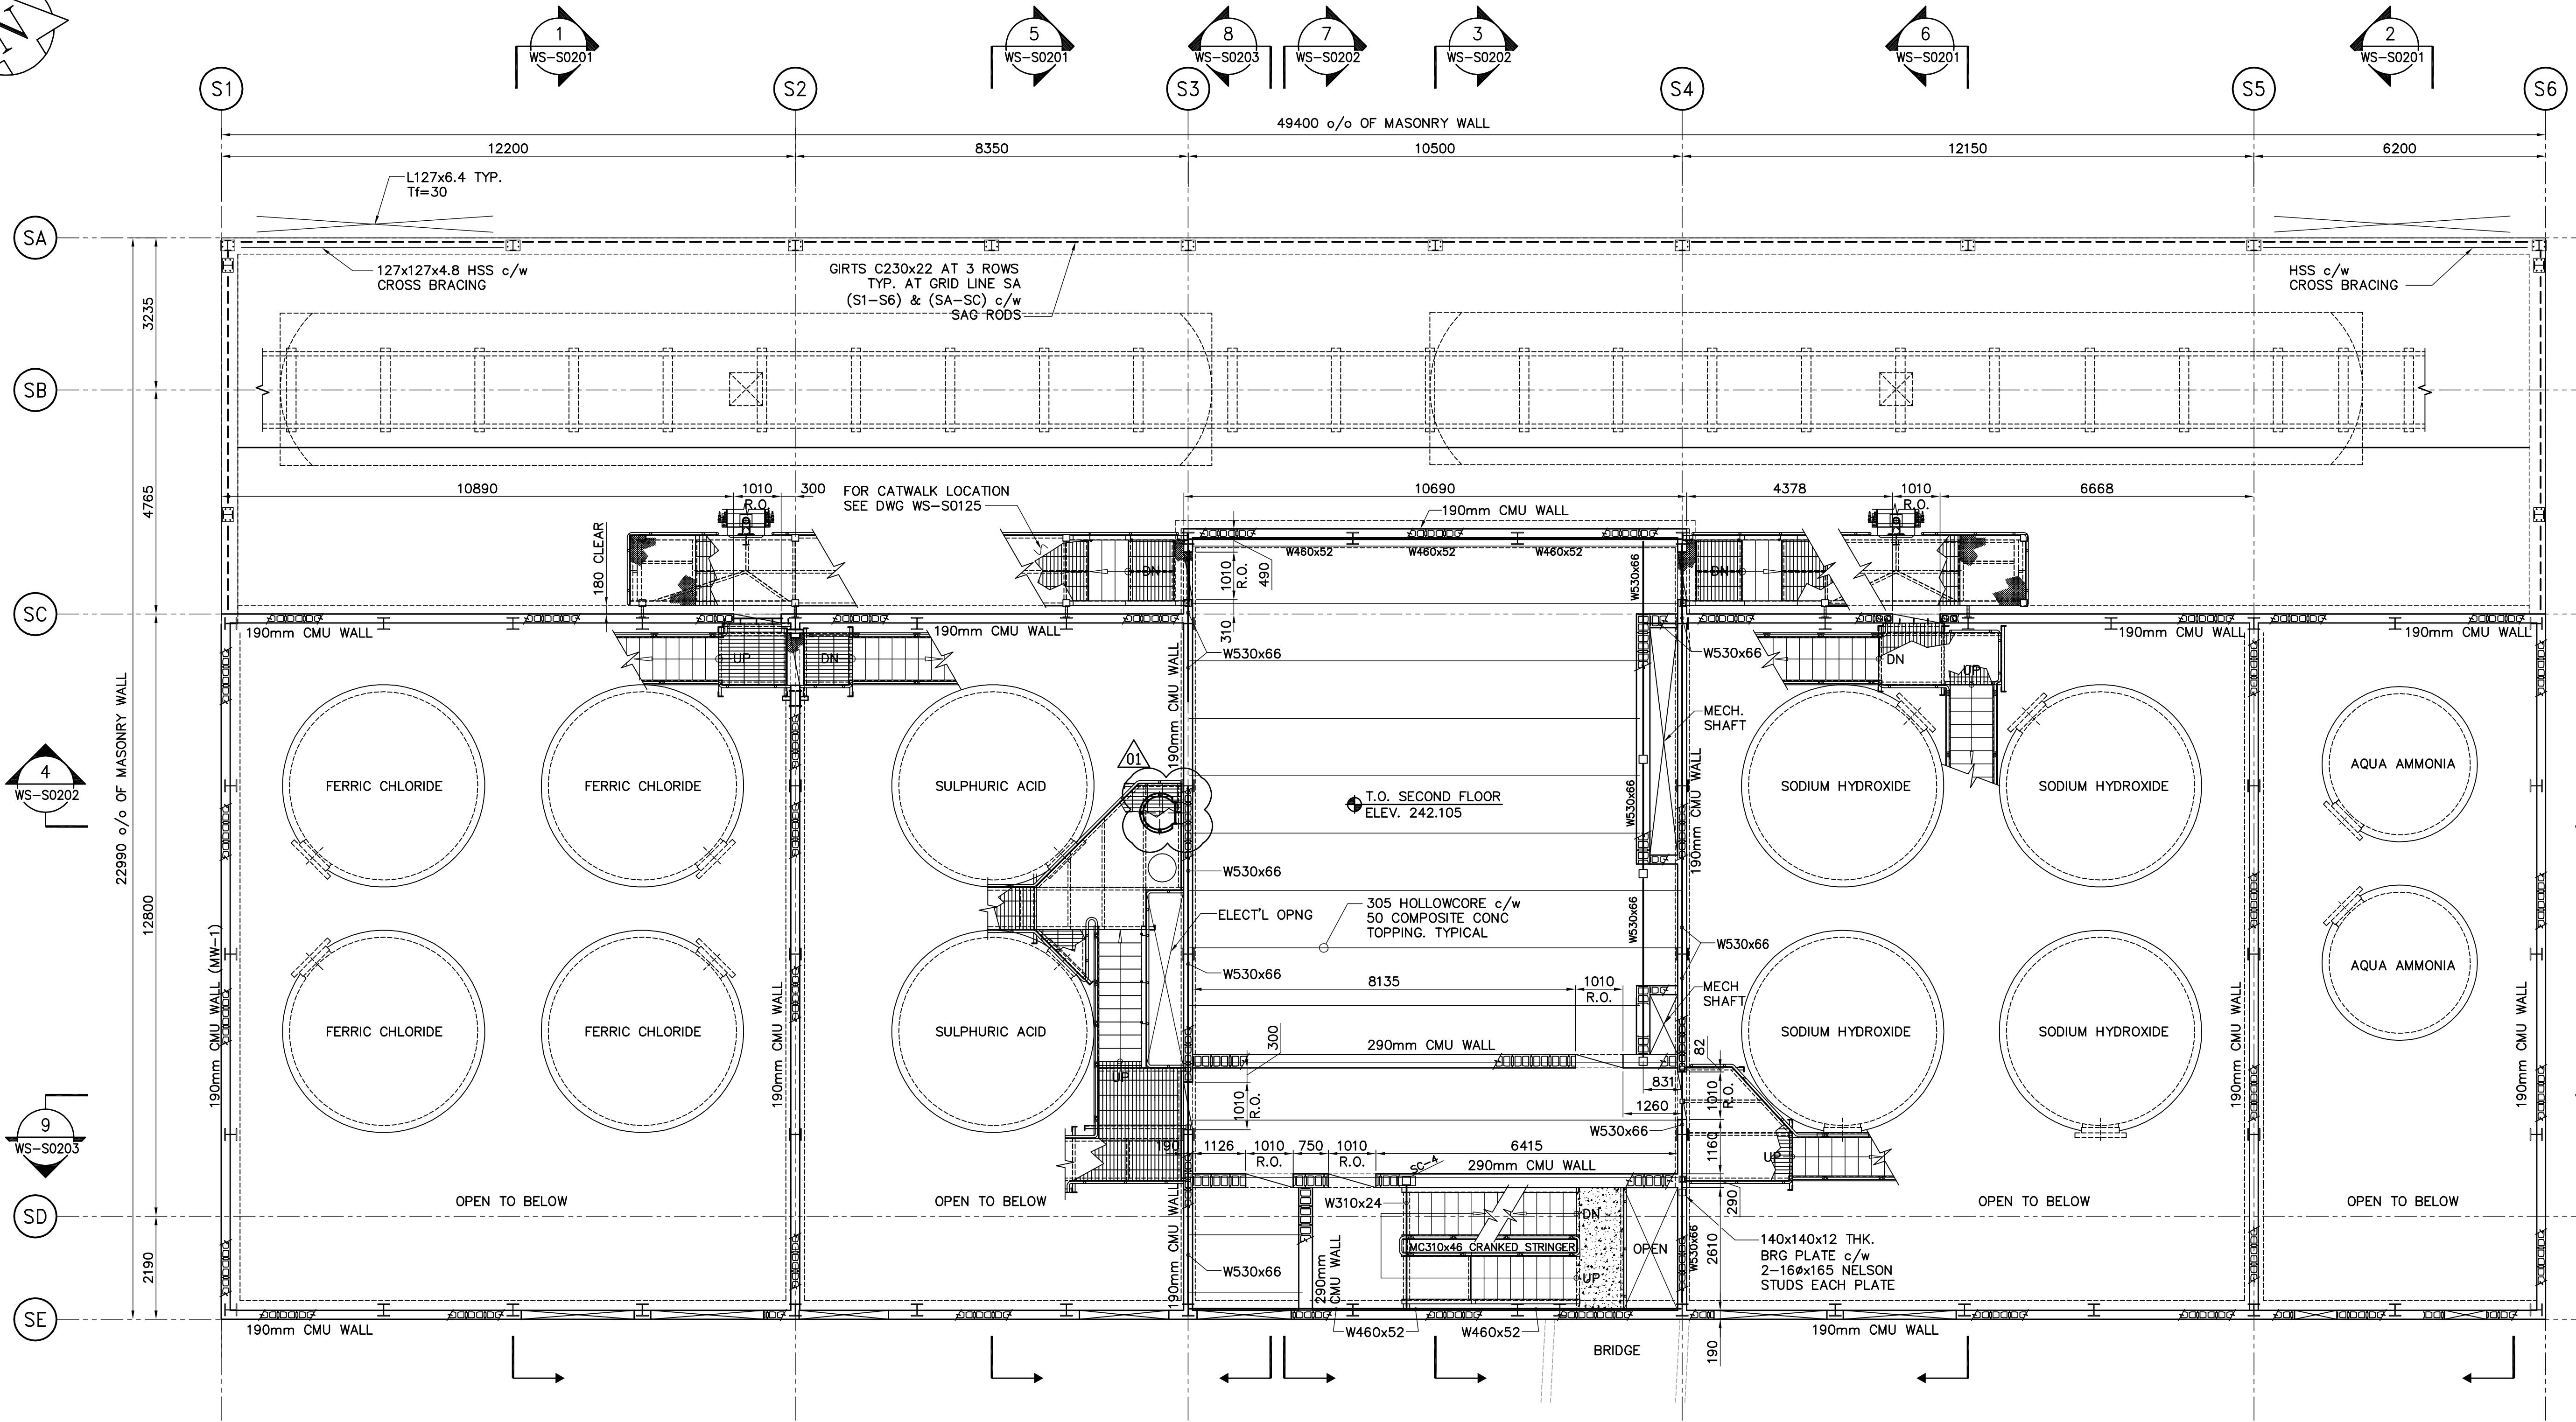 N
1
WS-S0201
5
WS-S0201
8
WS-S0203
7
WS-S0202
3
WS-S0202
6
WS-S0201
2
WS-S0201
S1
S2
S3
S4
S5
S6
49400 o/o OF MASONRY WALL
12200
8350
10500
12150
6200
L127x6.4 TYP.
Tf=30
SA
127x127x4.8 HSS c/w
CROSS BRACING
GIRTS C230x22 AT 3 ROWS
TYP. AT GRID LINE SA
(S1-S6) & (SA-SC) c/w
SAG RODS
HSS c/w
CROSS BRACING
3235
SB
4765
10890
1010
R.O.
300
FOR CATWALK LOCATION
SEE DWG WS-S0125
10690
4378
1010
R.O.
6668
190mm CMU WALL
180 CLEAR
W460x52
W460x52
W460x52
1010
R.O.
490
W530x66
DN
DN
SC
310
190mm CMU WALL
190mm CMU WALL
190mm CMU WALL
190mm CMU WALL
UP
DN
W530x66
W530x66
DN
UP
190mm CMU WALL
22990 o/o OF MASONRY WALL
MECH.
SHAFT
4
WS-S0202
01
FERRIC CHLORIDE
FERRIC CHLORIDE
SULPHURIC ACID
T.O. SECOND FLOOR
ELEV. 242.105
W530x66
190mm CMU WALL
SODIUM HYDROXIDE
SODIUM HYDROXIDE
AQUA AMMONIA
W530x66
12800
ELECT'L OPNG
305 HOLLOWCORE c/w
50 COMPOSITE CONC
TOPPING. TYPICAL
W530x66
W530x66
AQUA AMMONIA
190mm CMU WALL (MW-1)
190mm CMU WALL
W530x66
8135
1010
R.O.
MECH
SHAFT
190mm CMU WALL
190mm CMU WALL
FERRIC CHLORIDE
FERRIC CHLORIDE
SULPHURIC ACID
SODIUM HYDROXIDE
SODIUM HYDROXIDE
300
290mm CMU WALL
82
UP
831
1010
R.O.
1010
R.O.
1260
9
WS-S0203
W530x66
190
1126
1010
R.O.
750
1010
R.O.
6415
1160
SC-4
290mm CMU WALL
UP
OPEN TO BELOW
OPEN TO BELOW
W310x24
290
OPEN TO BELOW
OPEN TO BELOW
SD
DN
190mm CMU WALL
MC310x46 CRANKED STRINGER
OPEN
W530x66
2610
140x140x12 THK.
BRG PLATE c/w
2-16øx165 NELSON
STUDS EACH PLATE
2190
W530x66
290mm
CMU WALL
UP
SE
190mm CMU WALL
W460x52
W460x52
190mm CMU WALL
BRIDGE
190